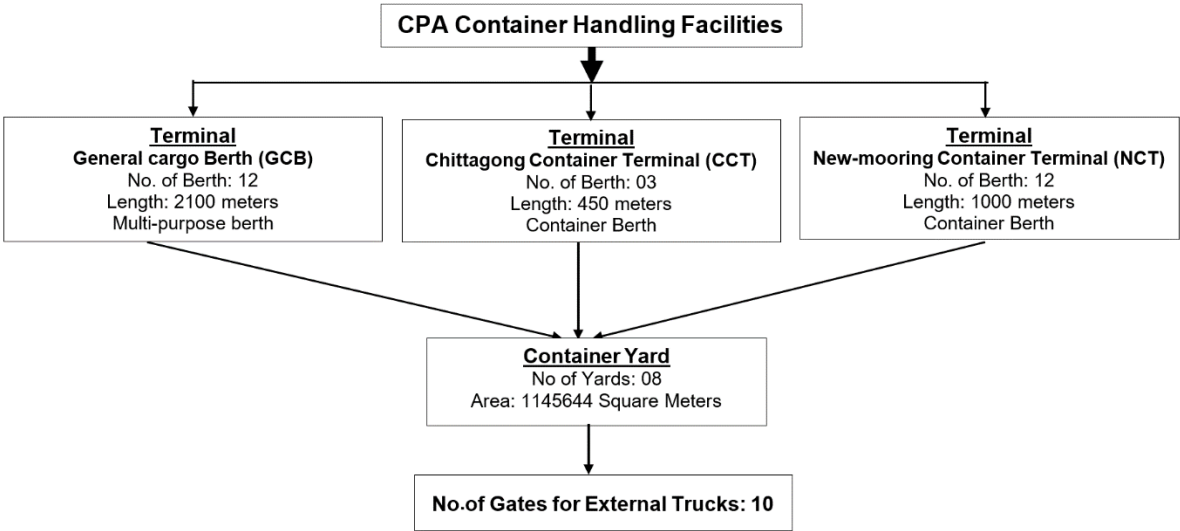 CPA Container Handling Facilities
Terminal
General cargo Berth (GCB)
No. of Berth: 12
Length: 2100 meters
Multi-purpose berth
Terminal
Chittagong Container Terminal (CCT)
No. of Berth: 03
Length: 450 meters
Container Berth
Terminal
New-mooring Container Terminal (NCT)
No. of Berth: 12
Length: 1000 meters
Container Berth
Container Yard
No of Yards: 08
Area: 1145644 Square Meters
No.of Gates for External Trucks: 10